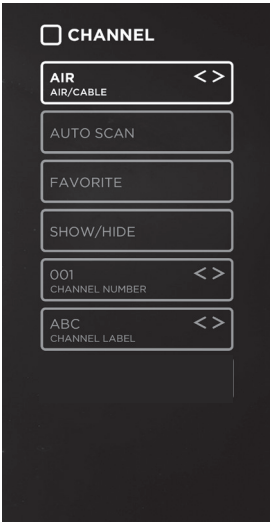 CHANNEL
AIR < >
AIR/CABLE
AUTO SCAN
FAVORITE
SHOW/HIDE
001 < >
CHANNEL NUMBER
ABC < >
CHANNEL LABEL